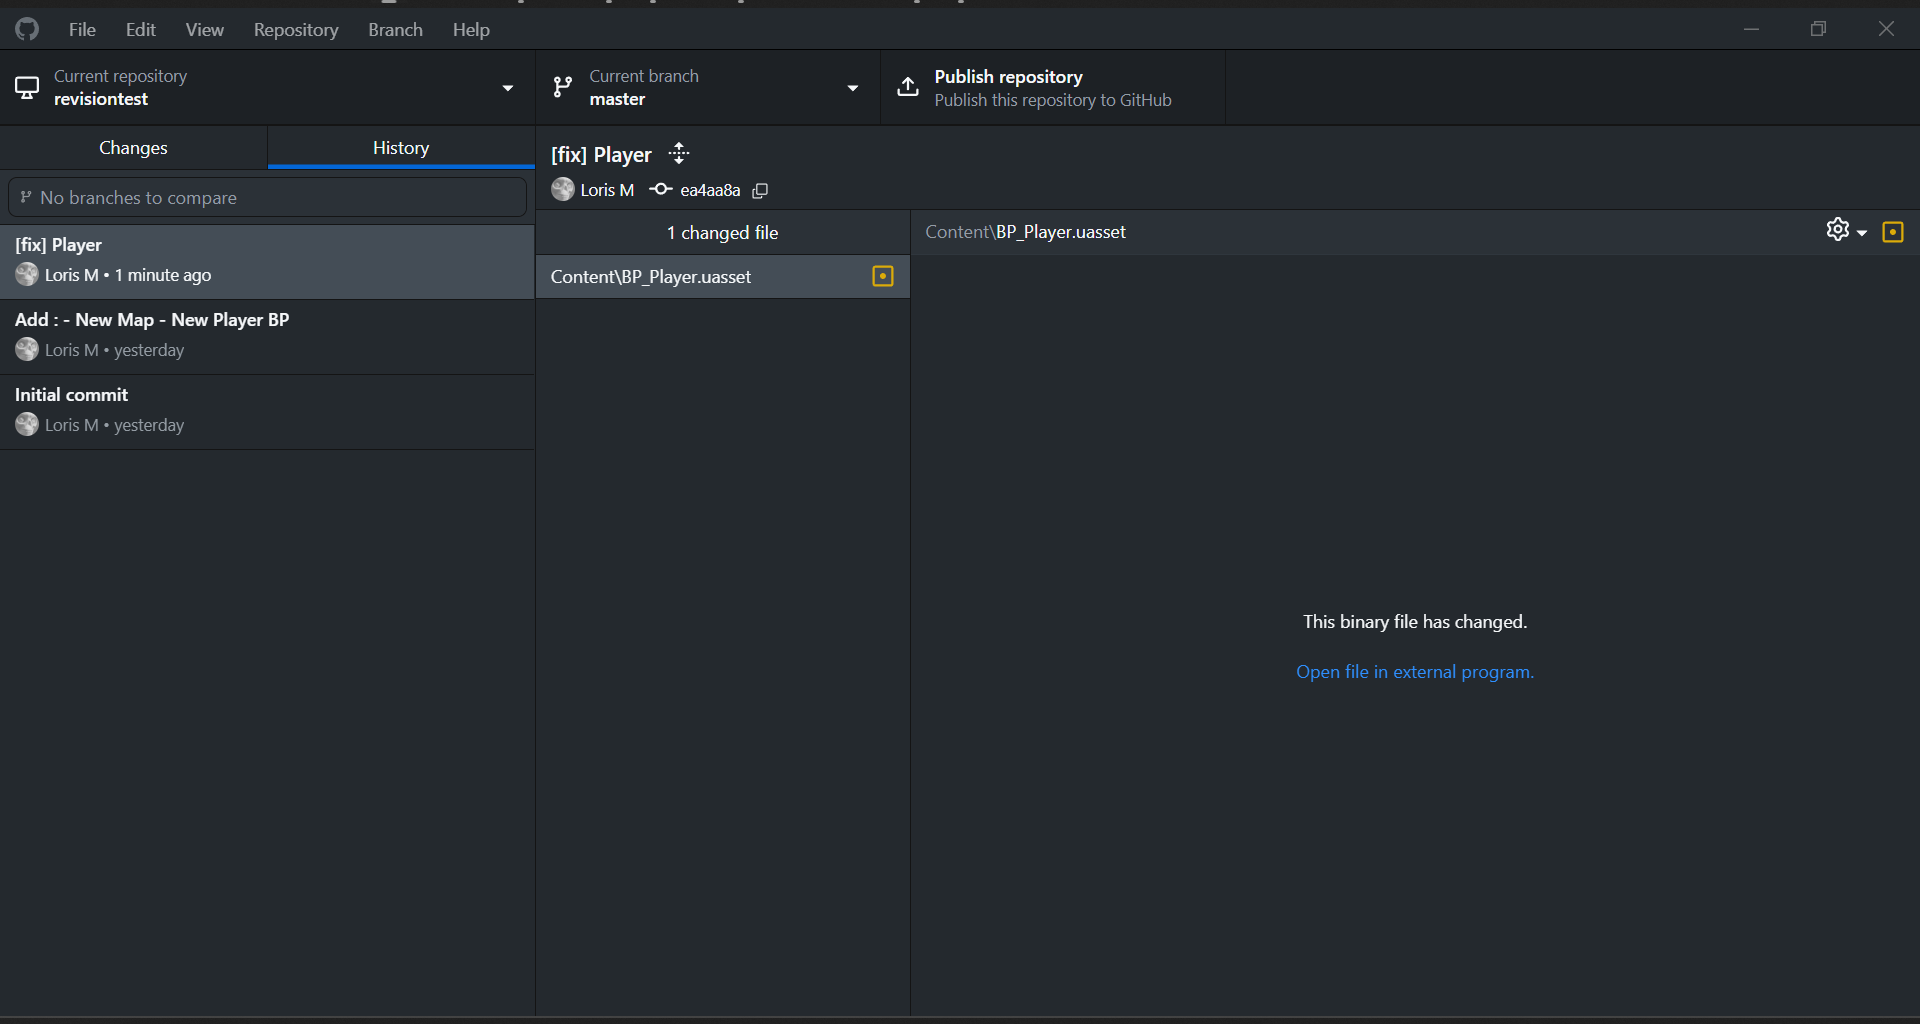 File Edit View Repository Branch Help
Current repository
revisiontest
Current branch
master
Publish repository
Publish this repository to GitHub
Changes
History
No branches to compare
[fix] Player
Loris M • 1 minute ago
Add : - New Map - New Player BP
Loris M • yesterday
Initial commit
Loris M • yesterday
[fix] Player
Loris M ea4aa8a
1 changed file
Content\BP_Player.uasset
Content\BP_Player.uasset
This binary file has changed.
Open file in external program.